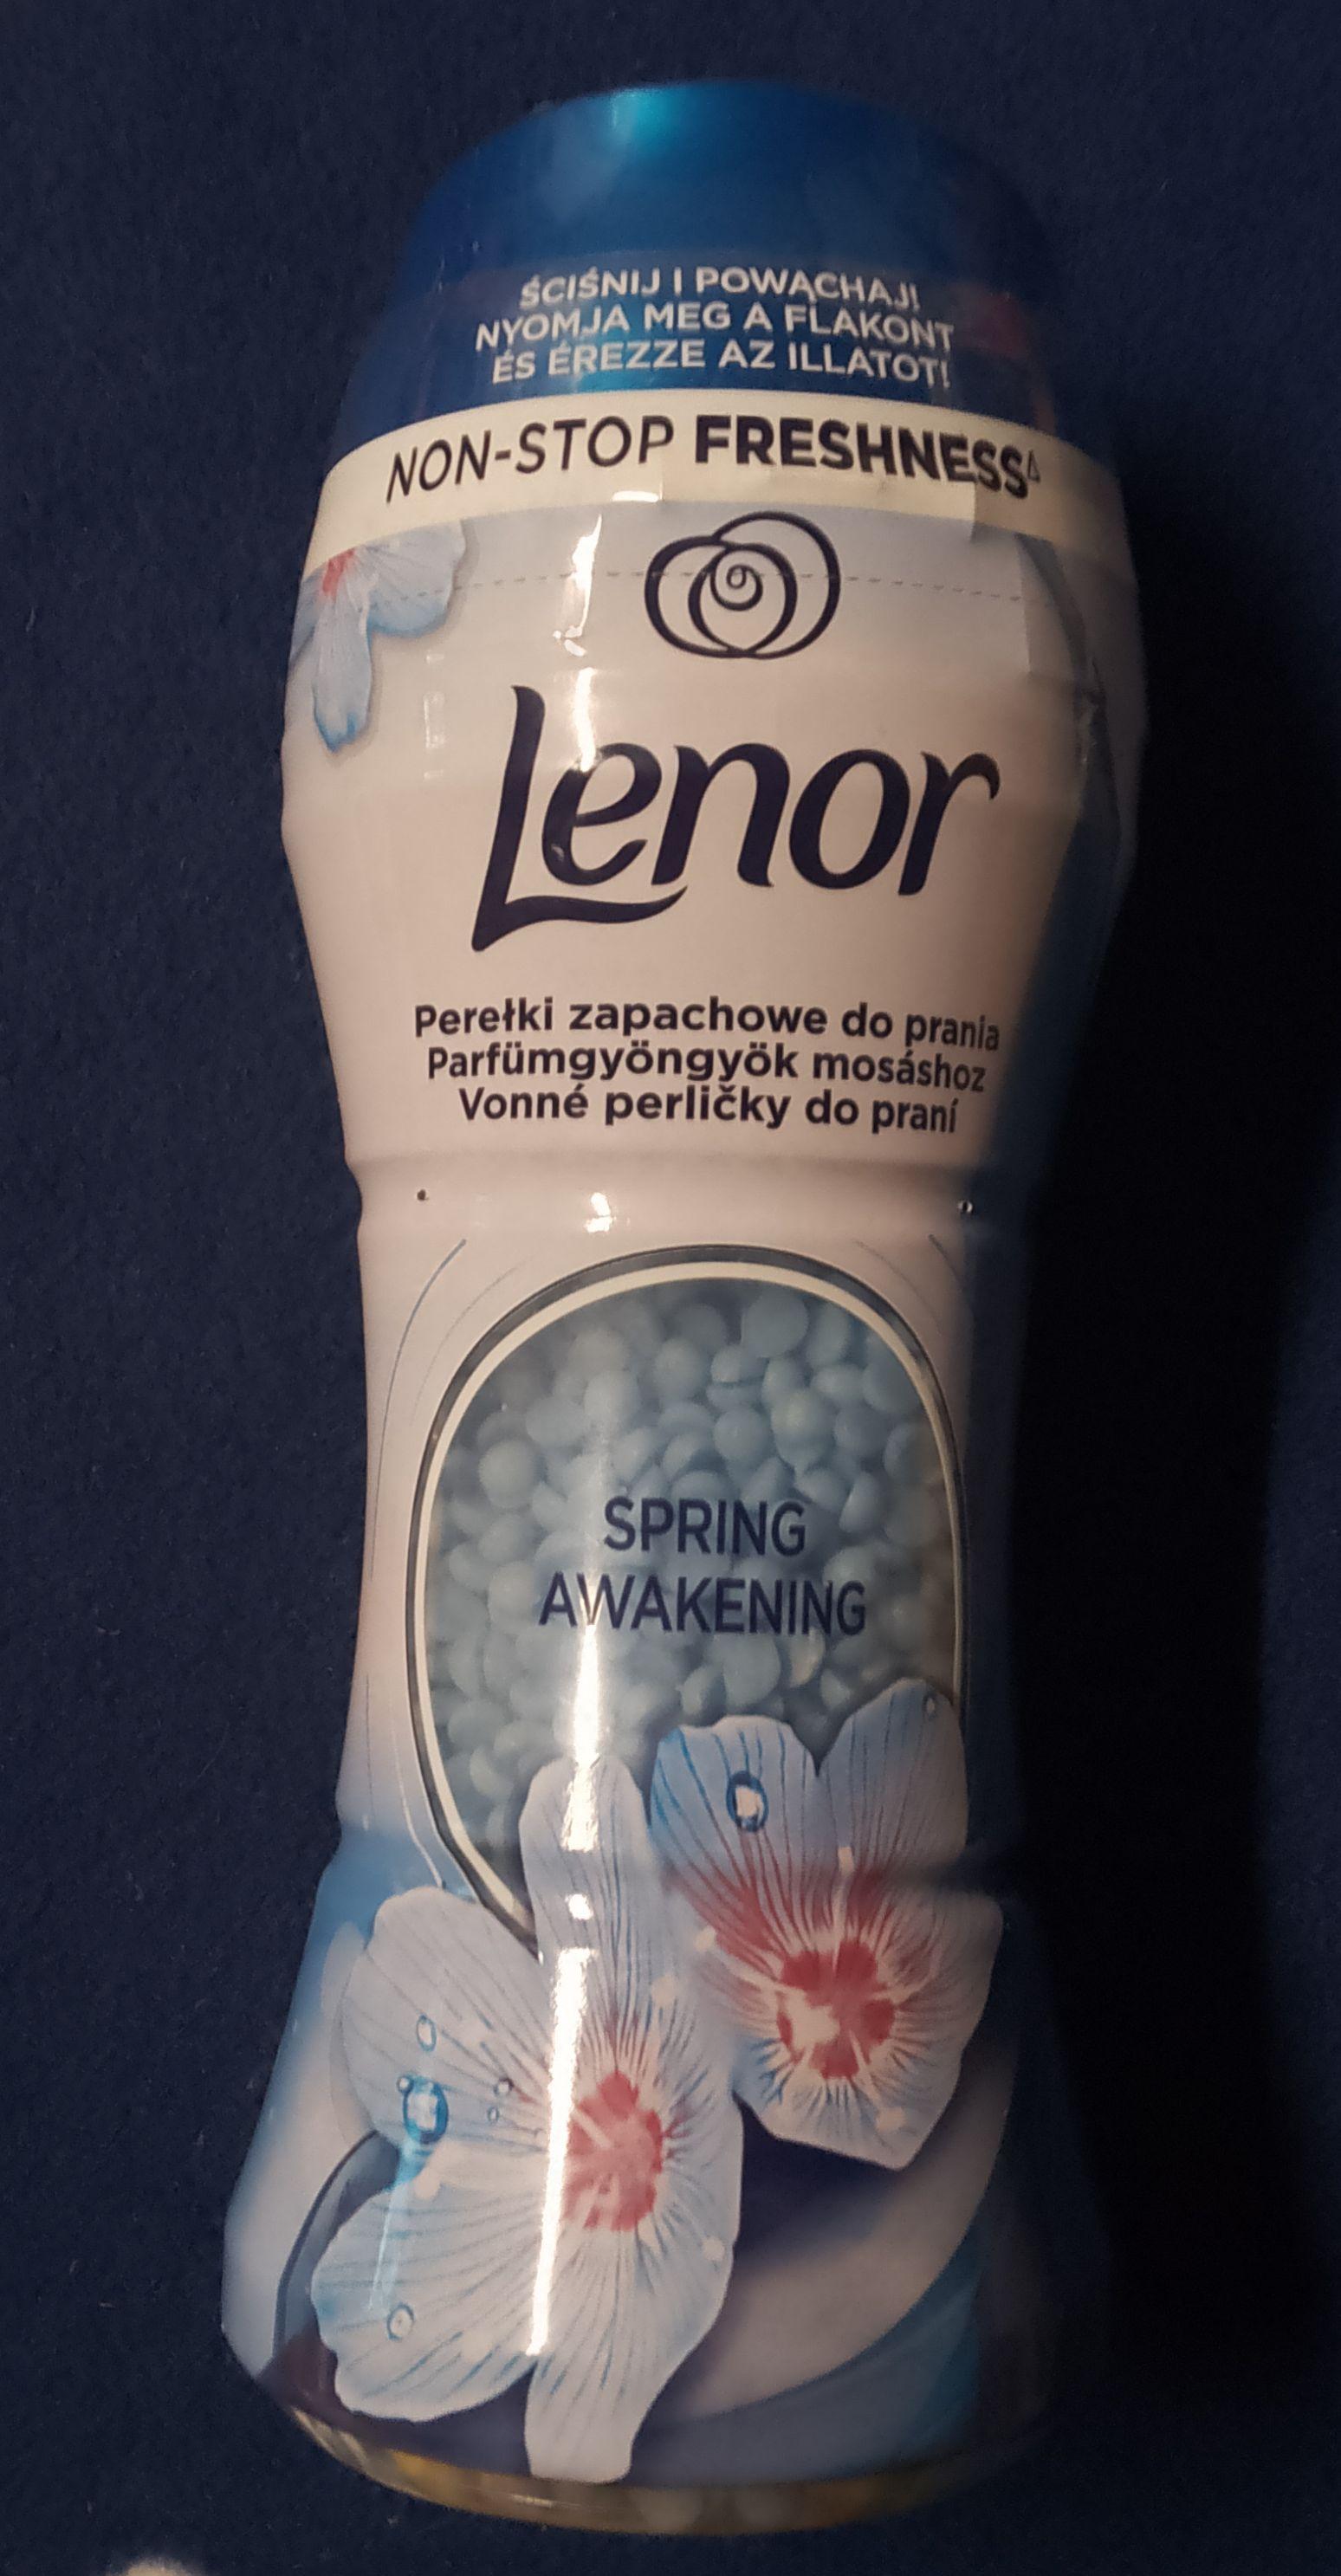 ŚCIŚNIJ I POWĄCHAJ!
NYOMJA MEG A FLAKONT
ÉS ÉREZZE AZ ILLATOT!
NON-STOP FRESHNESSΔ
Lenor
Perełki zapachowe do prania
Parfümgyöngyök mosáshoz
Vonné perličky do praní
SPRING
AWAKENING